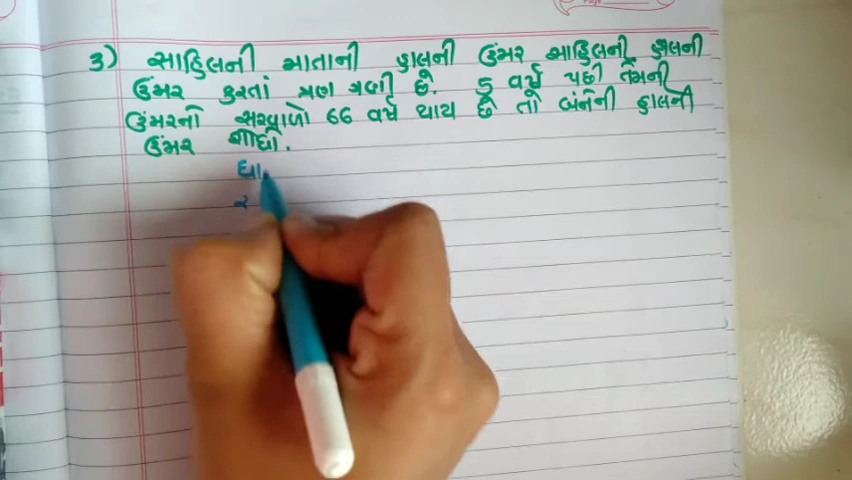 3) સાહિલની માતાની હાલની ઉંમર સાહિલની હાલની
ઉંમર કરતાં ત્રણ ગણી છે. 5 વર્ષ પછી તેમની
ઉંમરનો સરવાળો 66 વર્ષ થાય છે તો બંનેની હાલની
ઉંમર શોધો.
ધા